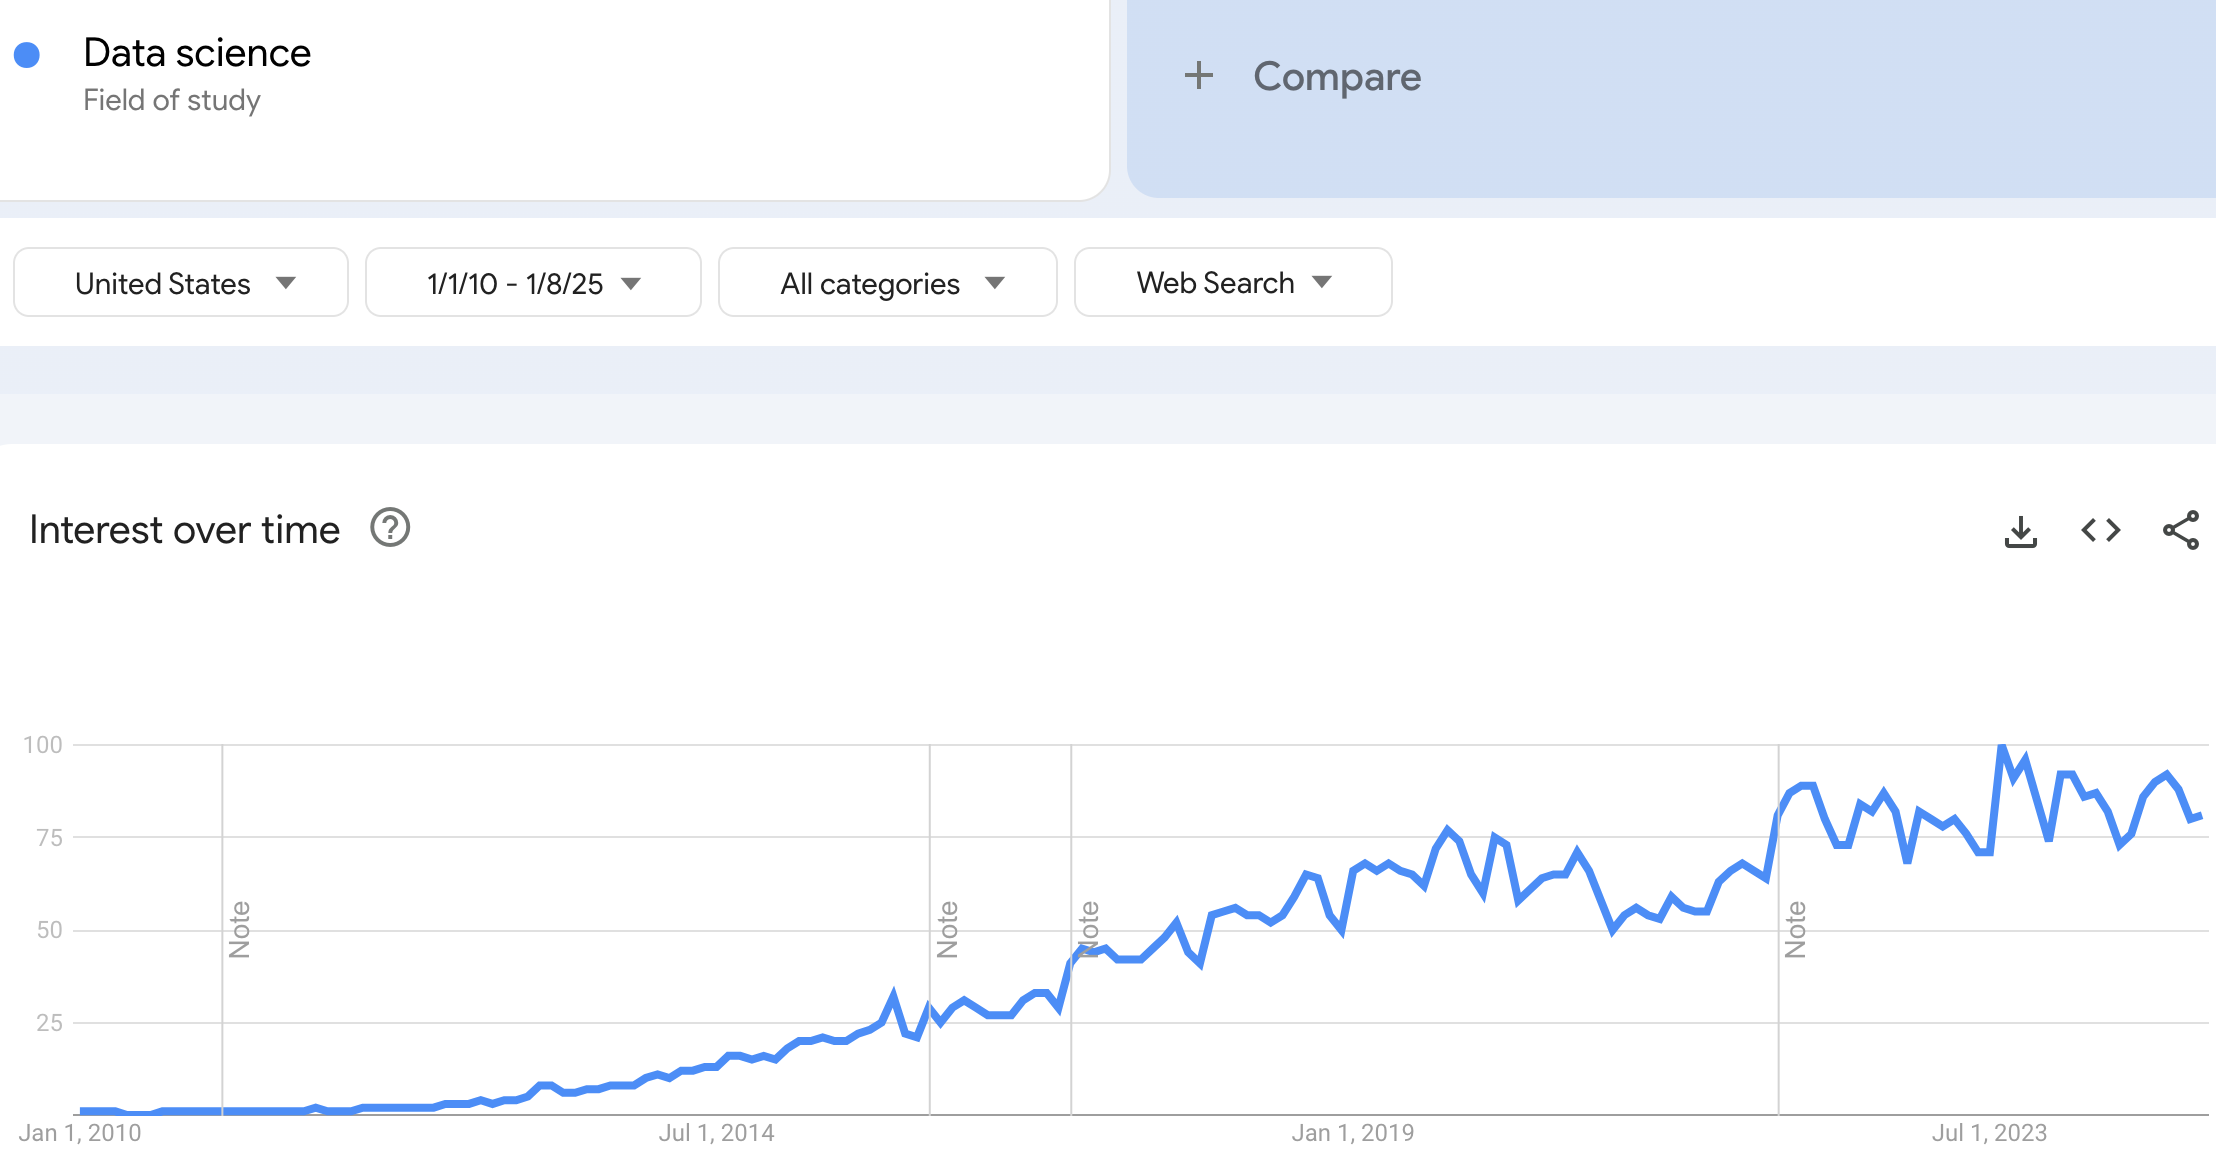 Data science
Field of study
+ Compare
United States
1/1/10 - 1/8/25
All categories
Web Search
Interest over time
?
100
75
50
25
Note
Note
Note
Note
Jan 1, 2010
Jul 1, 2014
Jan 1, 2019
Jul 1, 2023